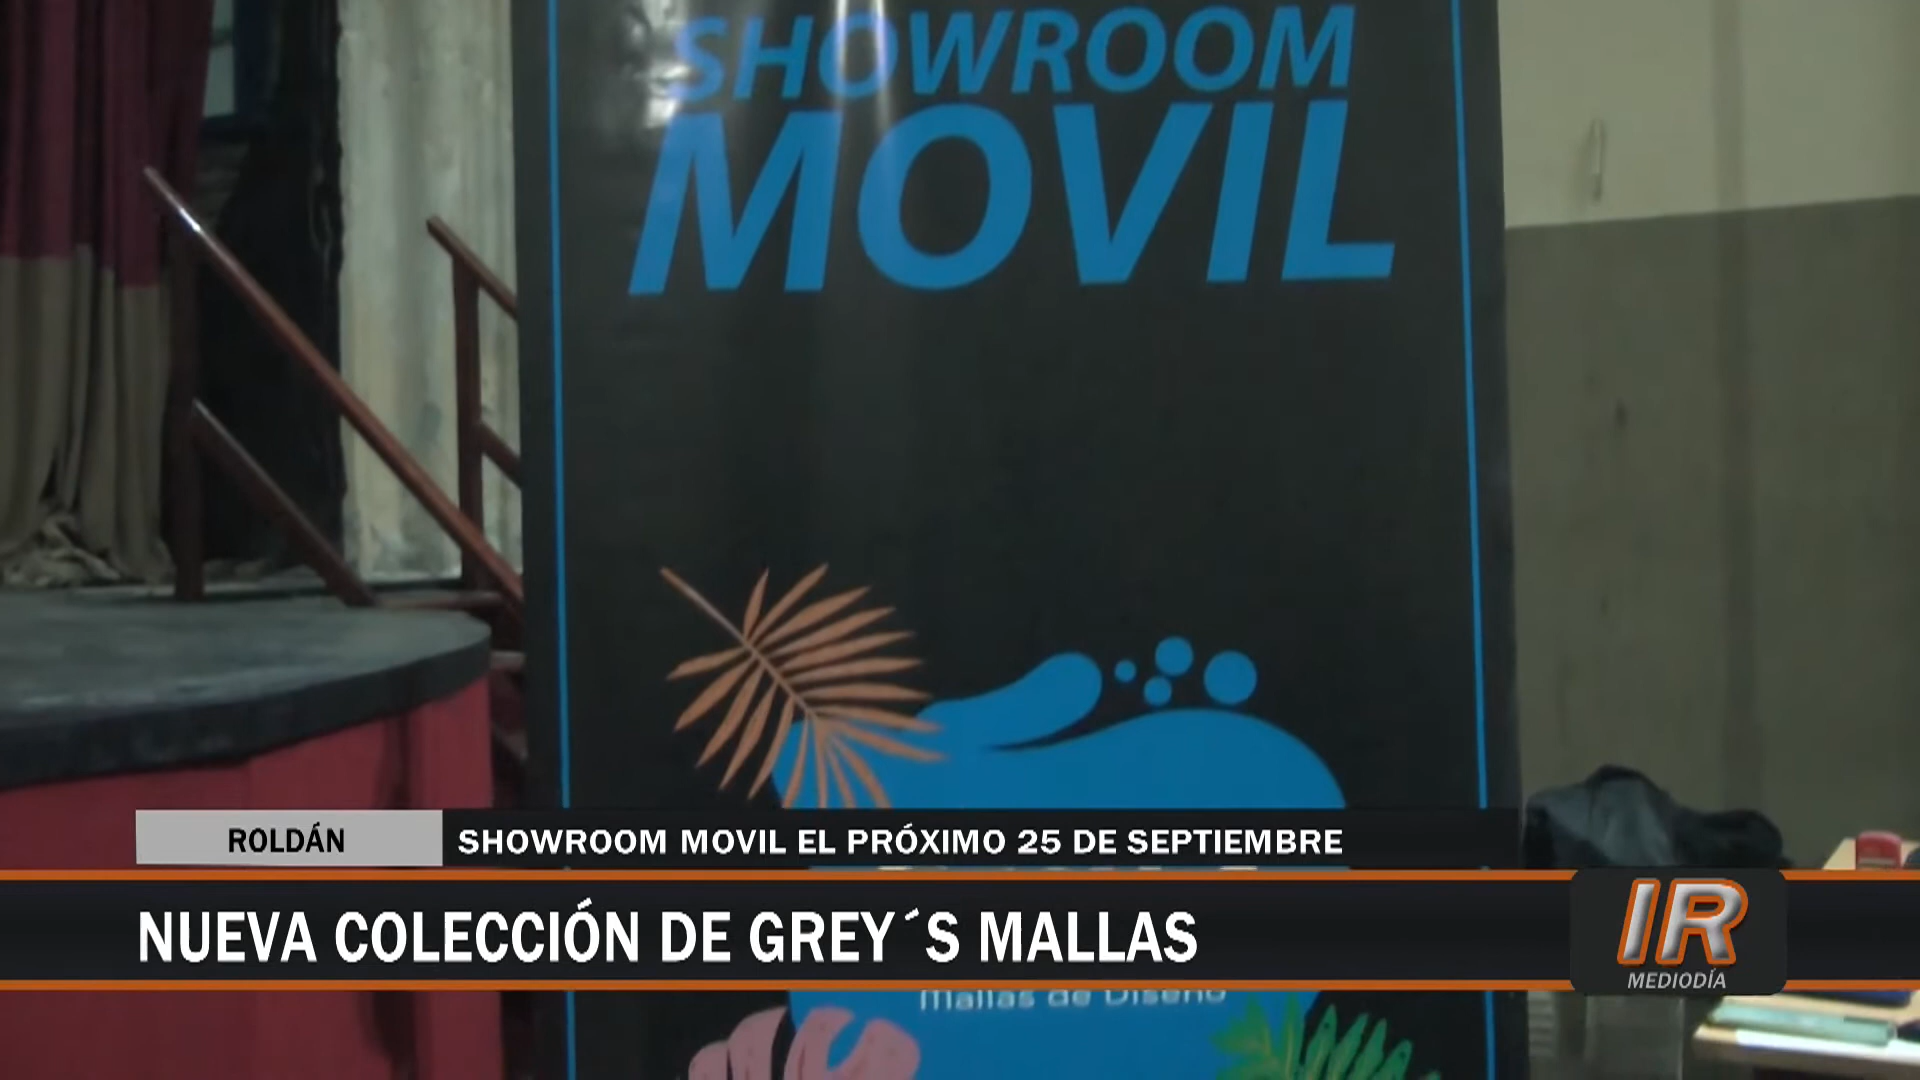 SHOWROOM
MOVIL
ROLDÁN
SHOWROOM MOVIL EL PRÓXIMO 25 DE SEPTIEMBRE
NUEVA COLECCIÓN DE GREY´S MALLAS
IR
MEDIODÍA
Mallas de Diseño